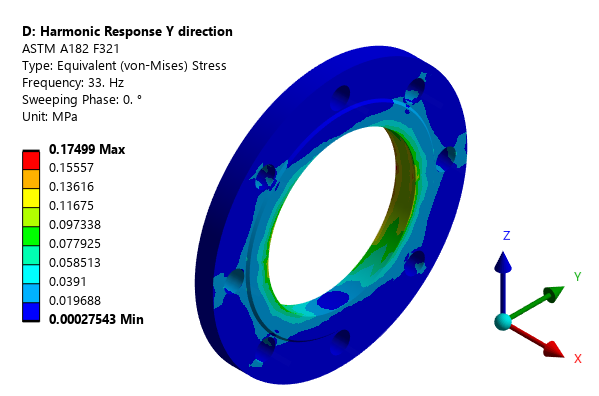 D: Harmonic Response Y direction
ASTM A182 F321
Type: Equivalent (von-Mises) Stress
Frequency: 33. Hz
Sweeping Phase: 0. °
Unit: MPa
0.17499 Max
0.15557
0.13616
0.11675
0.097338
0.077925
0.058513
0.0391
0.019688
0.00027543 Min
Z
Y
X